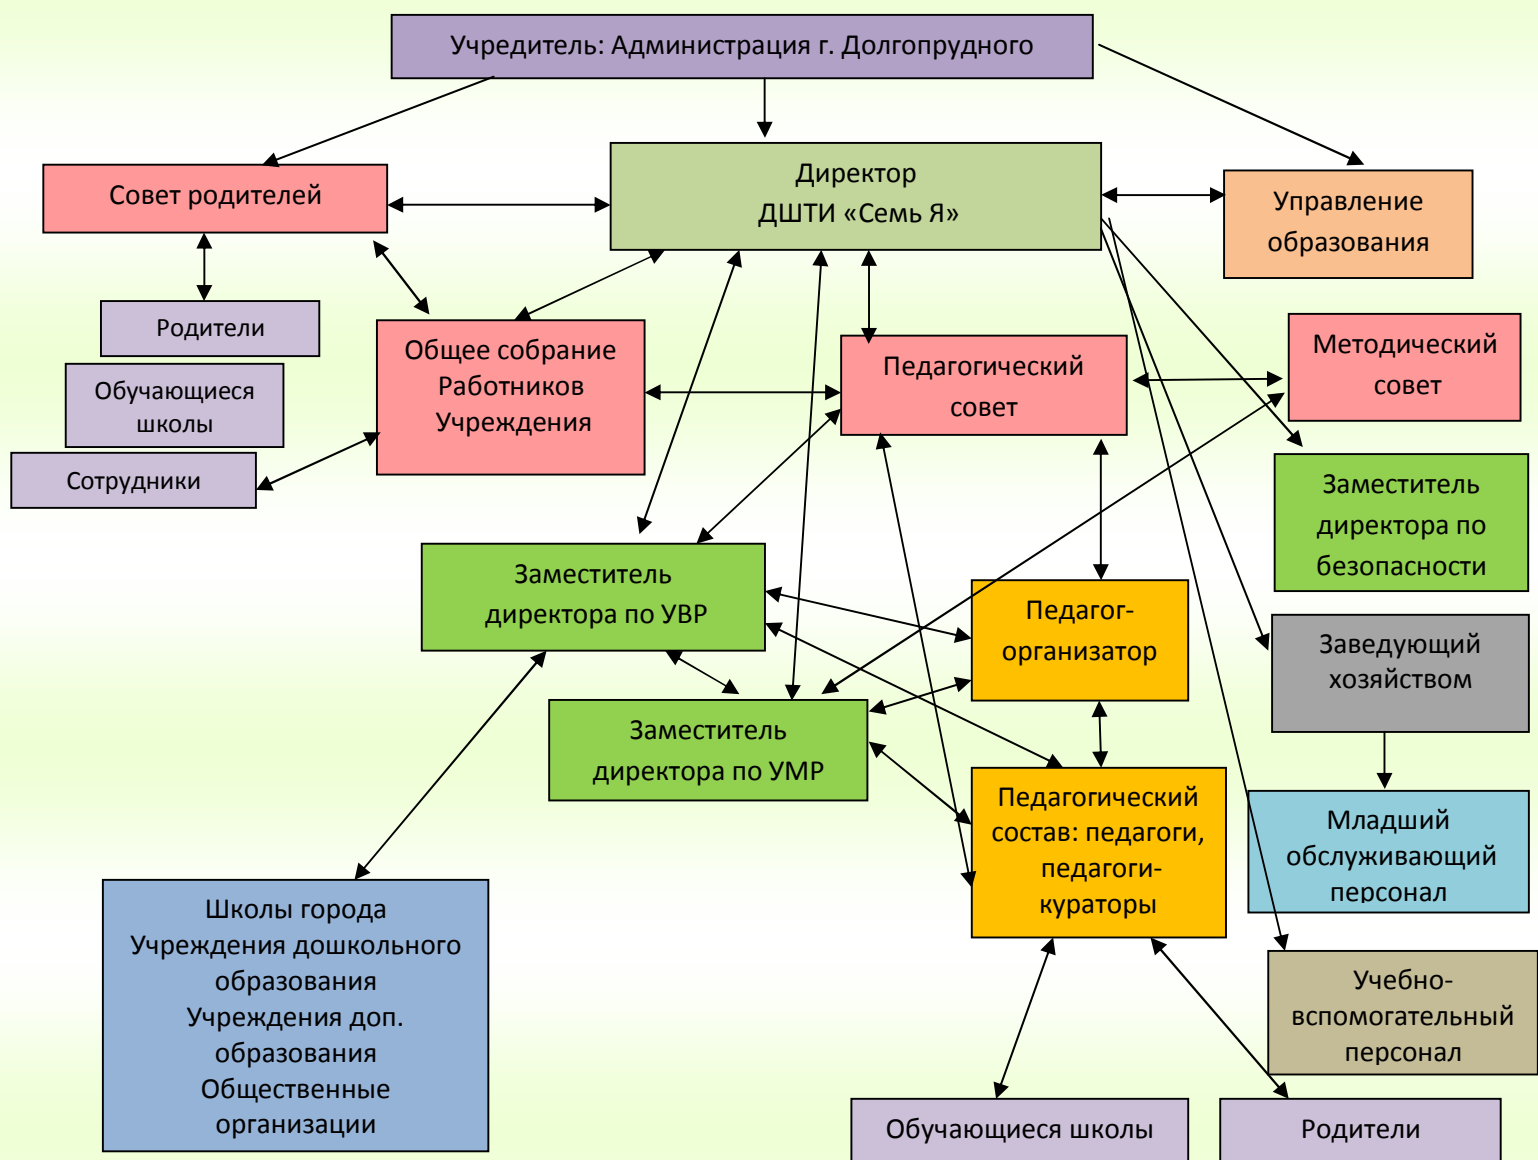 Учредитель: Администрация г. Долгопрудного
Совет родителей
Директор
ДШТИ «Семь Я»
Управление
образования
Родители
Обучающиеся
школы
Сотрудники
Общее собрание
Работников
Учреждения
Педагогический
совет
Методический
совет
Заместитель
директора по
безопасности
Заместитель
директора по УВР
Педагог-
организатор
Заведующий
хозяйством
Заместитель
директора по УМР
Педагогический
состав: педагоги,
педагоги-
кураторы
Младший
обслуживающий
персонал
Школы города
Учреждения дошкольного
образования
Учреждения доп.
образования
Общественные
организации
Учебно-
вспомогательный
персонал
Обучающиеся школы
Родители